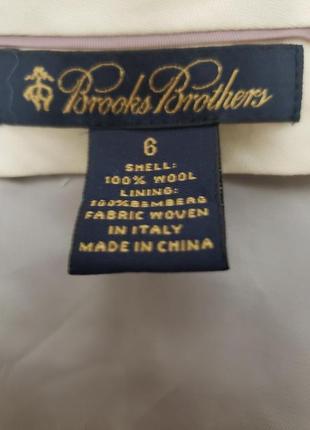 Brooks Brothers
6
SHELL:
100% WOOL
LINING:
100%BEMBERG
FABRIC WOVEN
IN ITALY
MADE IN CHINA